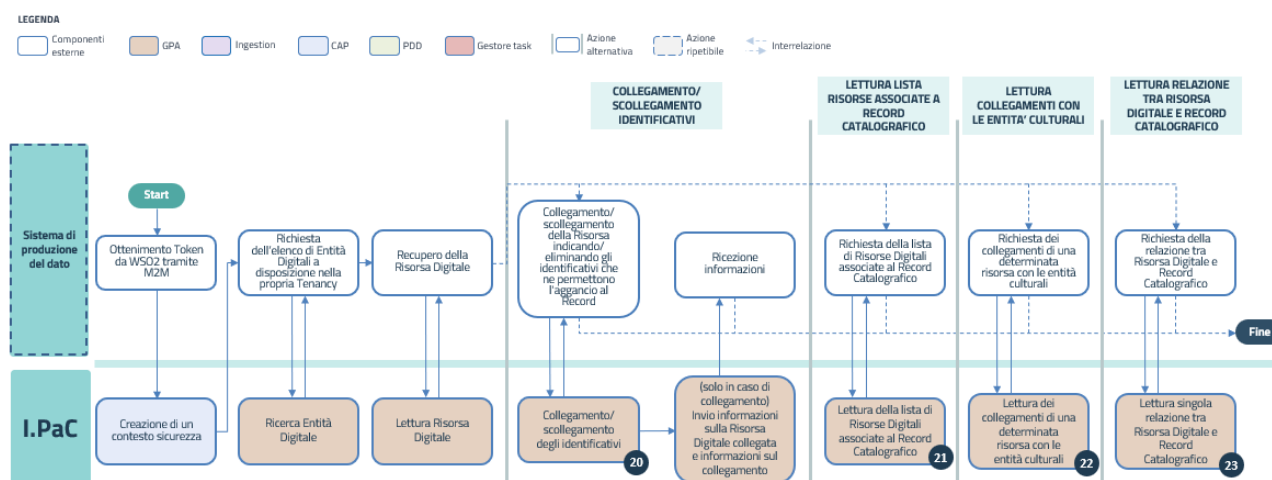 LEGENDA
Componenti
esterne
GPA
Ingestion
CAP
PDD
Gestore task
Azione
alternativa
Azione
ripetibile
Interrelazione
COLLEGAMENTO/
SCOLLEGAMENTO
IDENTIFICATIVI
LETTURA LISTA
RISORSE ASSOCIATE A
RECORD
CATALOGRAFICO
LETTURA
COLLEGAMENTI CON
LE ENTITA' CULTURALI
LETTURA RELAZIONE
TRA RISORSA
DIGITALE E RECORD
CATALOGRAFICO
Sistema di
produzione
del dato
Start
Ottenimento Token
da WSO2 tramite
M2M
Richiesta
dell'elenco di Entità
Digitali a
disposizione nella
propria Tenancy
Recupero della
Risorsa Digitale
Collegamento/
scollegamento
della Risorsa
indicando/
eliminando gli
identificativi che
ne permettono
l'aggancio al
Record
Ricezione
informazioni
Richiesta della lista
di Risorse Digitali
associate al Record
Catalografico
Richiesta dei
collegamenti di una
determinata
risorsa con le entità
culturali
Richiesta della
relazione tra
Risorsa Digitale e
Record
Catalografico
Fine
I.PaC
Creazione di un
contesto sicurezza
Ricerca Entità
Digitale
Lettura Risorsa
Digitale
Collegamento/
scollegamento
degli identificativi
20
(solo in caso di
collegamento)
Invio informazioni
sulla Risorsa
Digitale collegata
e informazioni sul
collegamento
Lettura della lista di
Risorse Digitali
associate al Record
Catalografico
21
Lettura dei
collegamenti di una
determinata
risorsa con le
entità culturali
22
Lettura singola
relazione tra
Risorsa Digitale e
Record
Catalografico
23